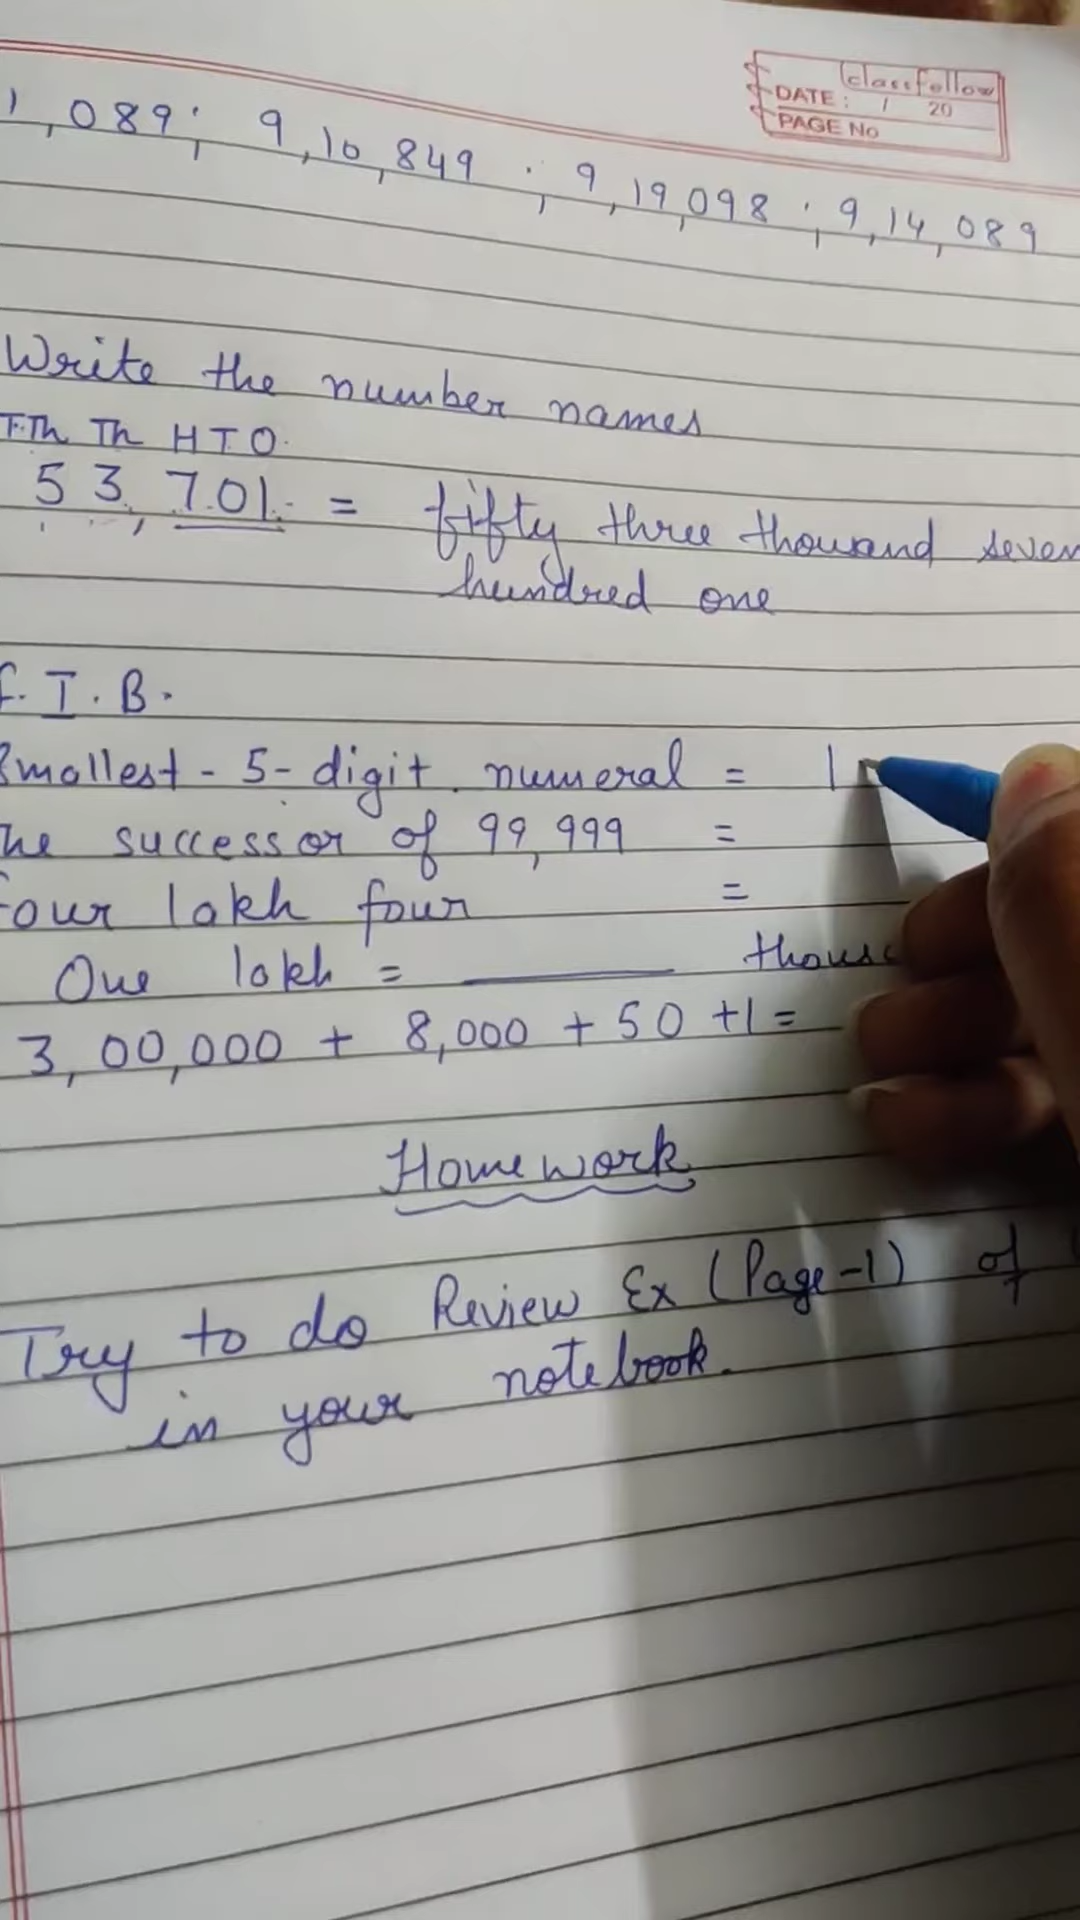 classfellow
DATE: / 20
PAGE No
1,089; 9,10,849 ; 9,19,098 ; 9,14,089
Write the number names
T.Th Th H T O
53,701 = fifty three thousand seven
hundred one
F.I.B.
Smallest - 5-digit numeral = 1
The successor of 99,999 =
Four lakh four =
One lakh = ________ thous
3,00,000 + 8,000 + 50 + 1 =
Homework
Try to do Review Ex (Page-1) of
in your notebook.